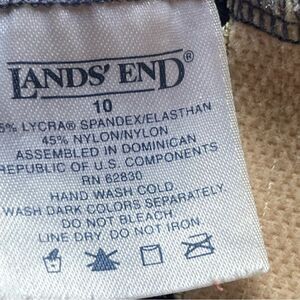 LANDS' END®
10
5% LYCRA® SPANDEX/ELASTHAN
45% NYLON/NYLON
ASSEMBLED IN DOMINICAN
REPUBLIC OF U.S. COMPONENTS
RN 62830
HAND WASH COLD
WASH DARK COLORS SEPARATELY.
DO NOT BLEACH.
LINE DRY. DO NOT IRON.